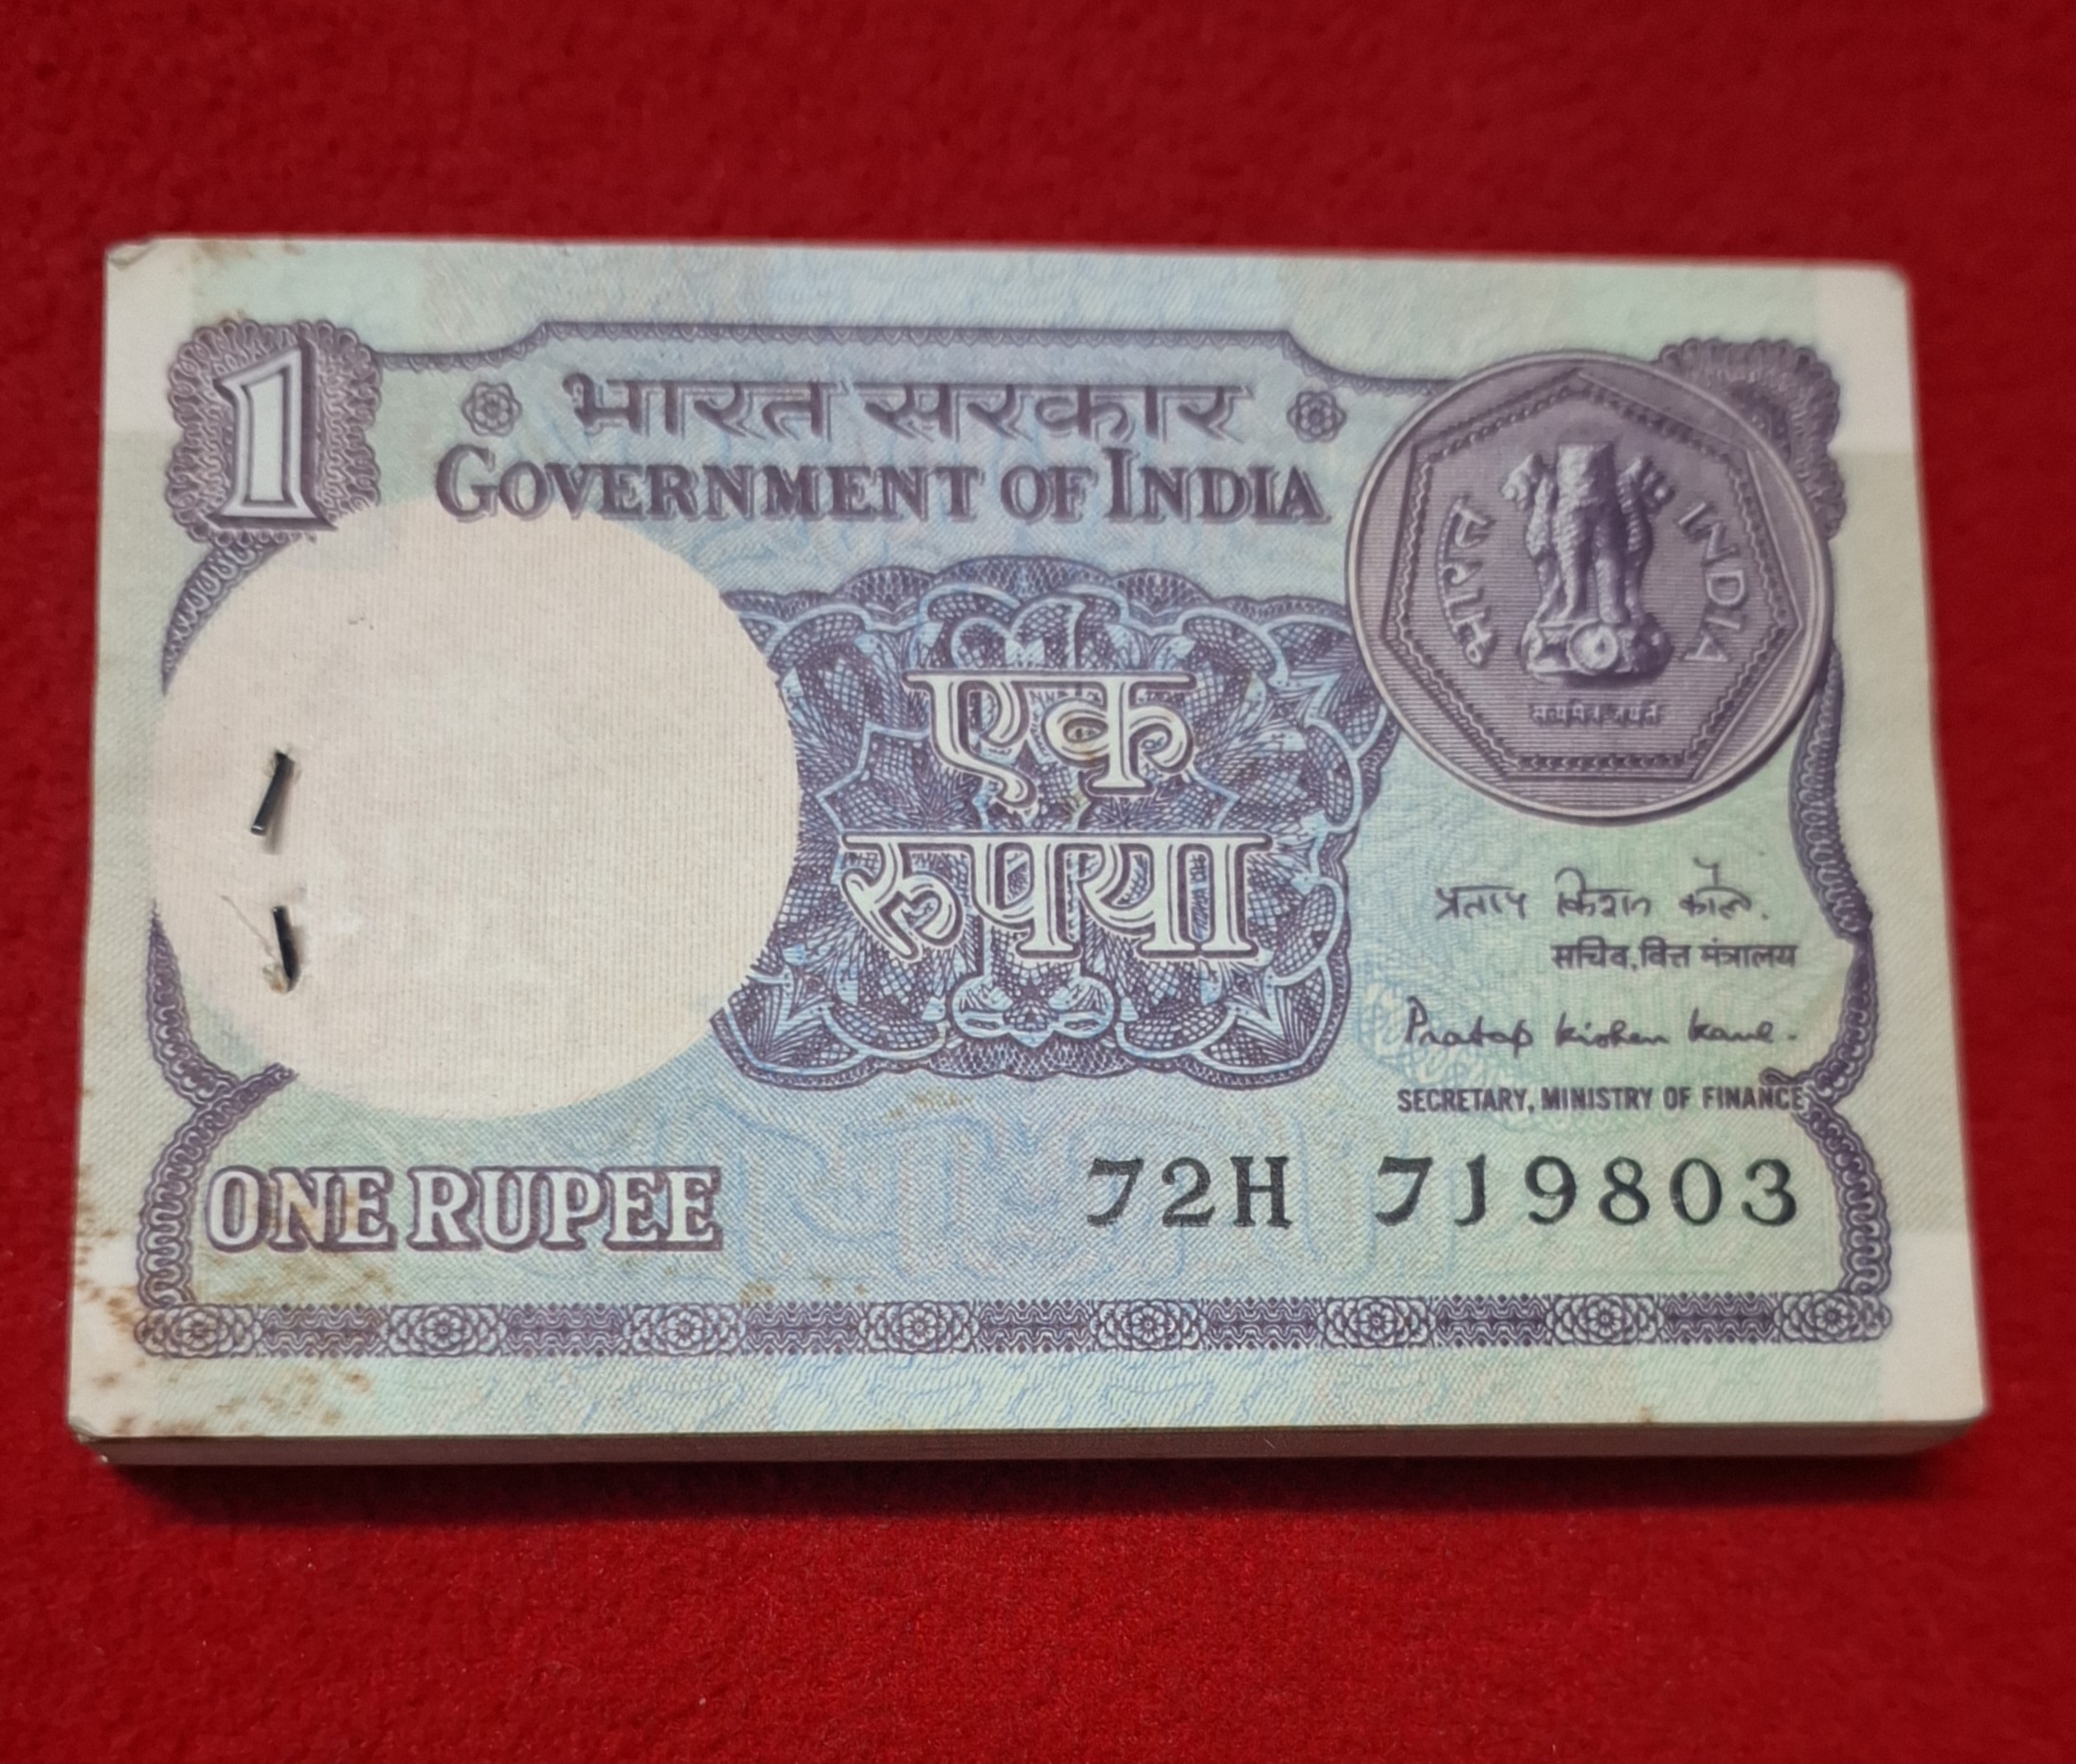 1
भारत सरकार
GOVERNMENT OF INDIA
भारत
INDIA
सत्यमेव जयते
एक
रुपया
प्रताप किशन कौल.
सचिव, वित्त मंत्रालय
Pratap Kishen Kaul.
SECRETARY, MINISTRY OF FINANCE
ONE RUPEE
72H 719803